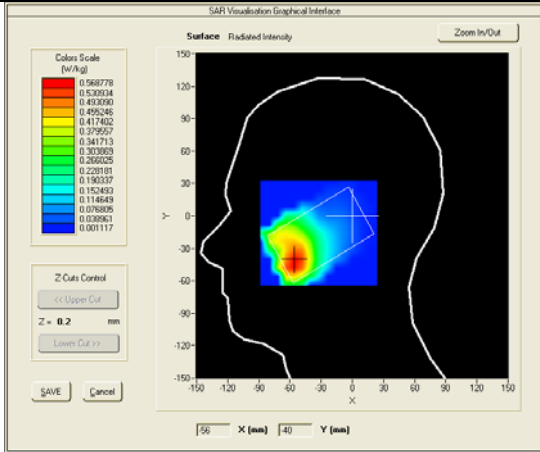 SAR Visualisation Graphical Interface
Surface Radiated Intensity
Zoom In/Out
Colors Scale
(W/kg)
0.568778
0.530934
0.493090
0.455246
0.417402
0.379557
0.341713
0.303869
0.266025
0.228181
0.190337
0.152493
0.114649
0.076805
0.038961
0.001117
Z-Cuts Control
<< Upper Cut
Z = 0.2 mm
Lower Cut >>
SAVE Cancel
150
120
90
60
30
0
-30
-60
-90
-120
-150
Y
-150 -120 -90 -60 -30 0 30 60 90 120 150
X
-56 X (mm) -40 Y (mm)